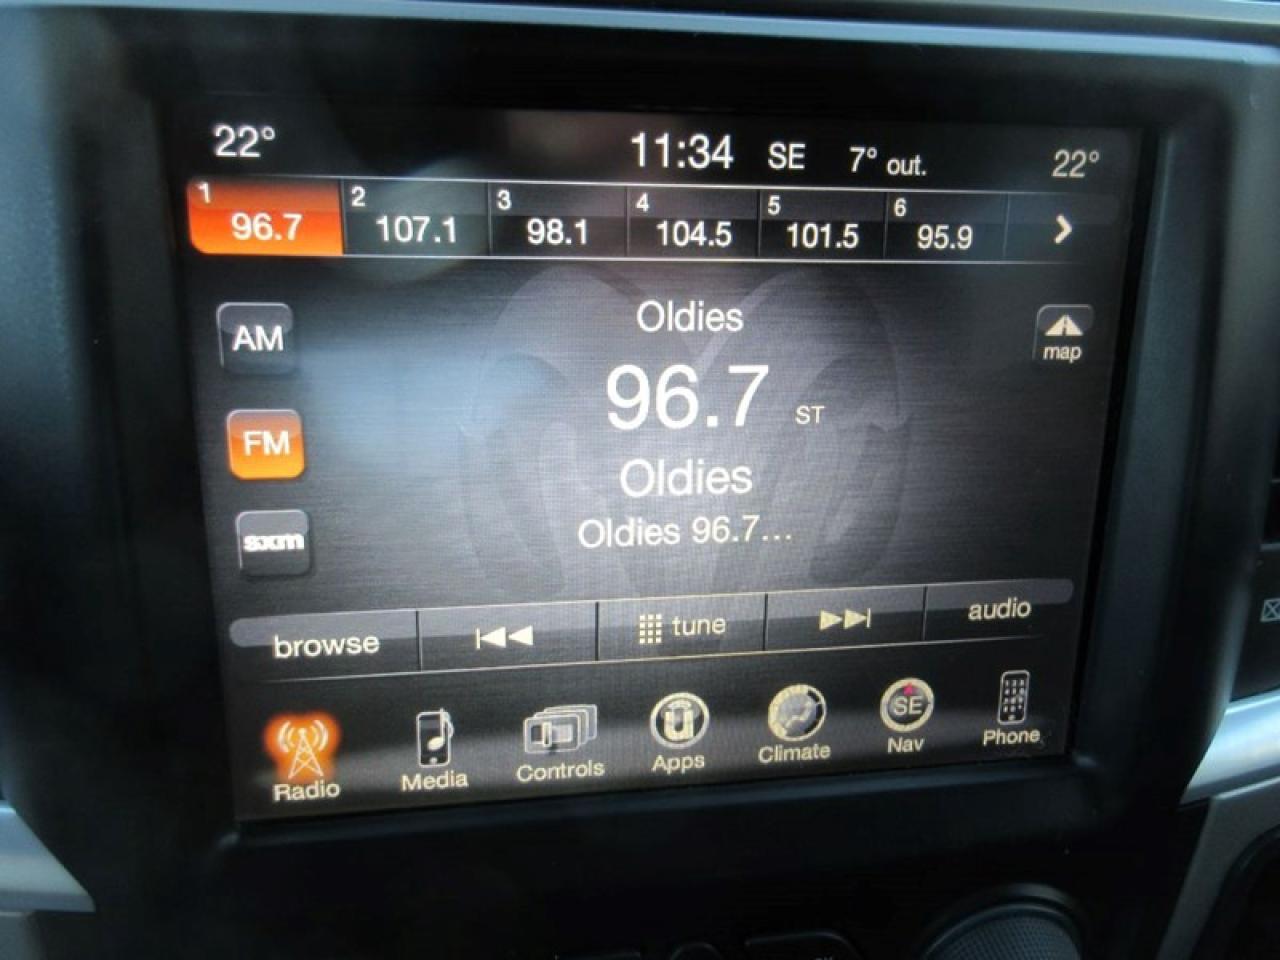 22° 11:34 SE 7° out. 22°
1 2 3 4 5 6
96.7 107.1 98.1 104.5 101.5 95.9
Oldies
AM
map
96.7 ST
FM
Oldies
Oldies 96.7...
sxm
browse tune audio
SE
Radio Media Controls Apps Climate Nav Phone